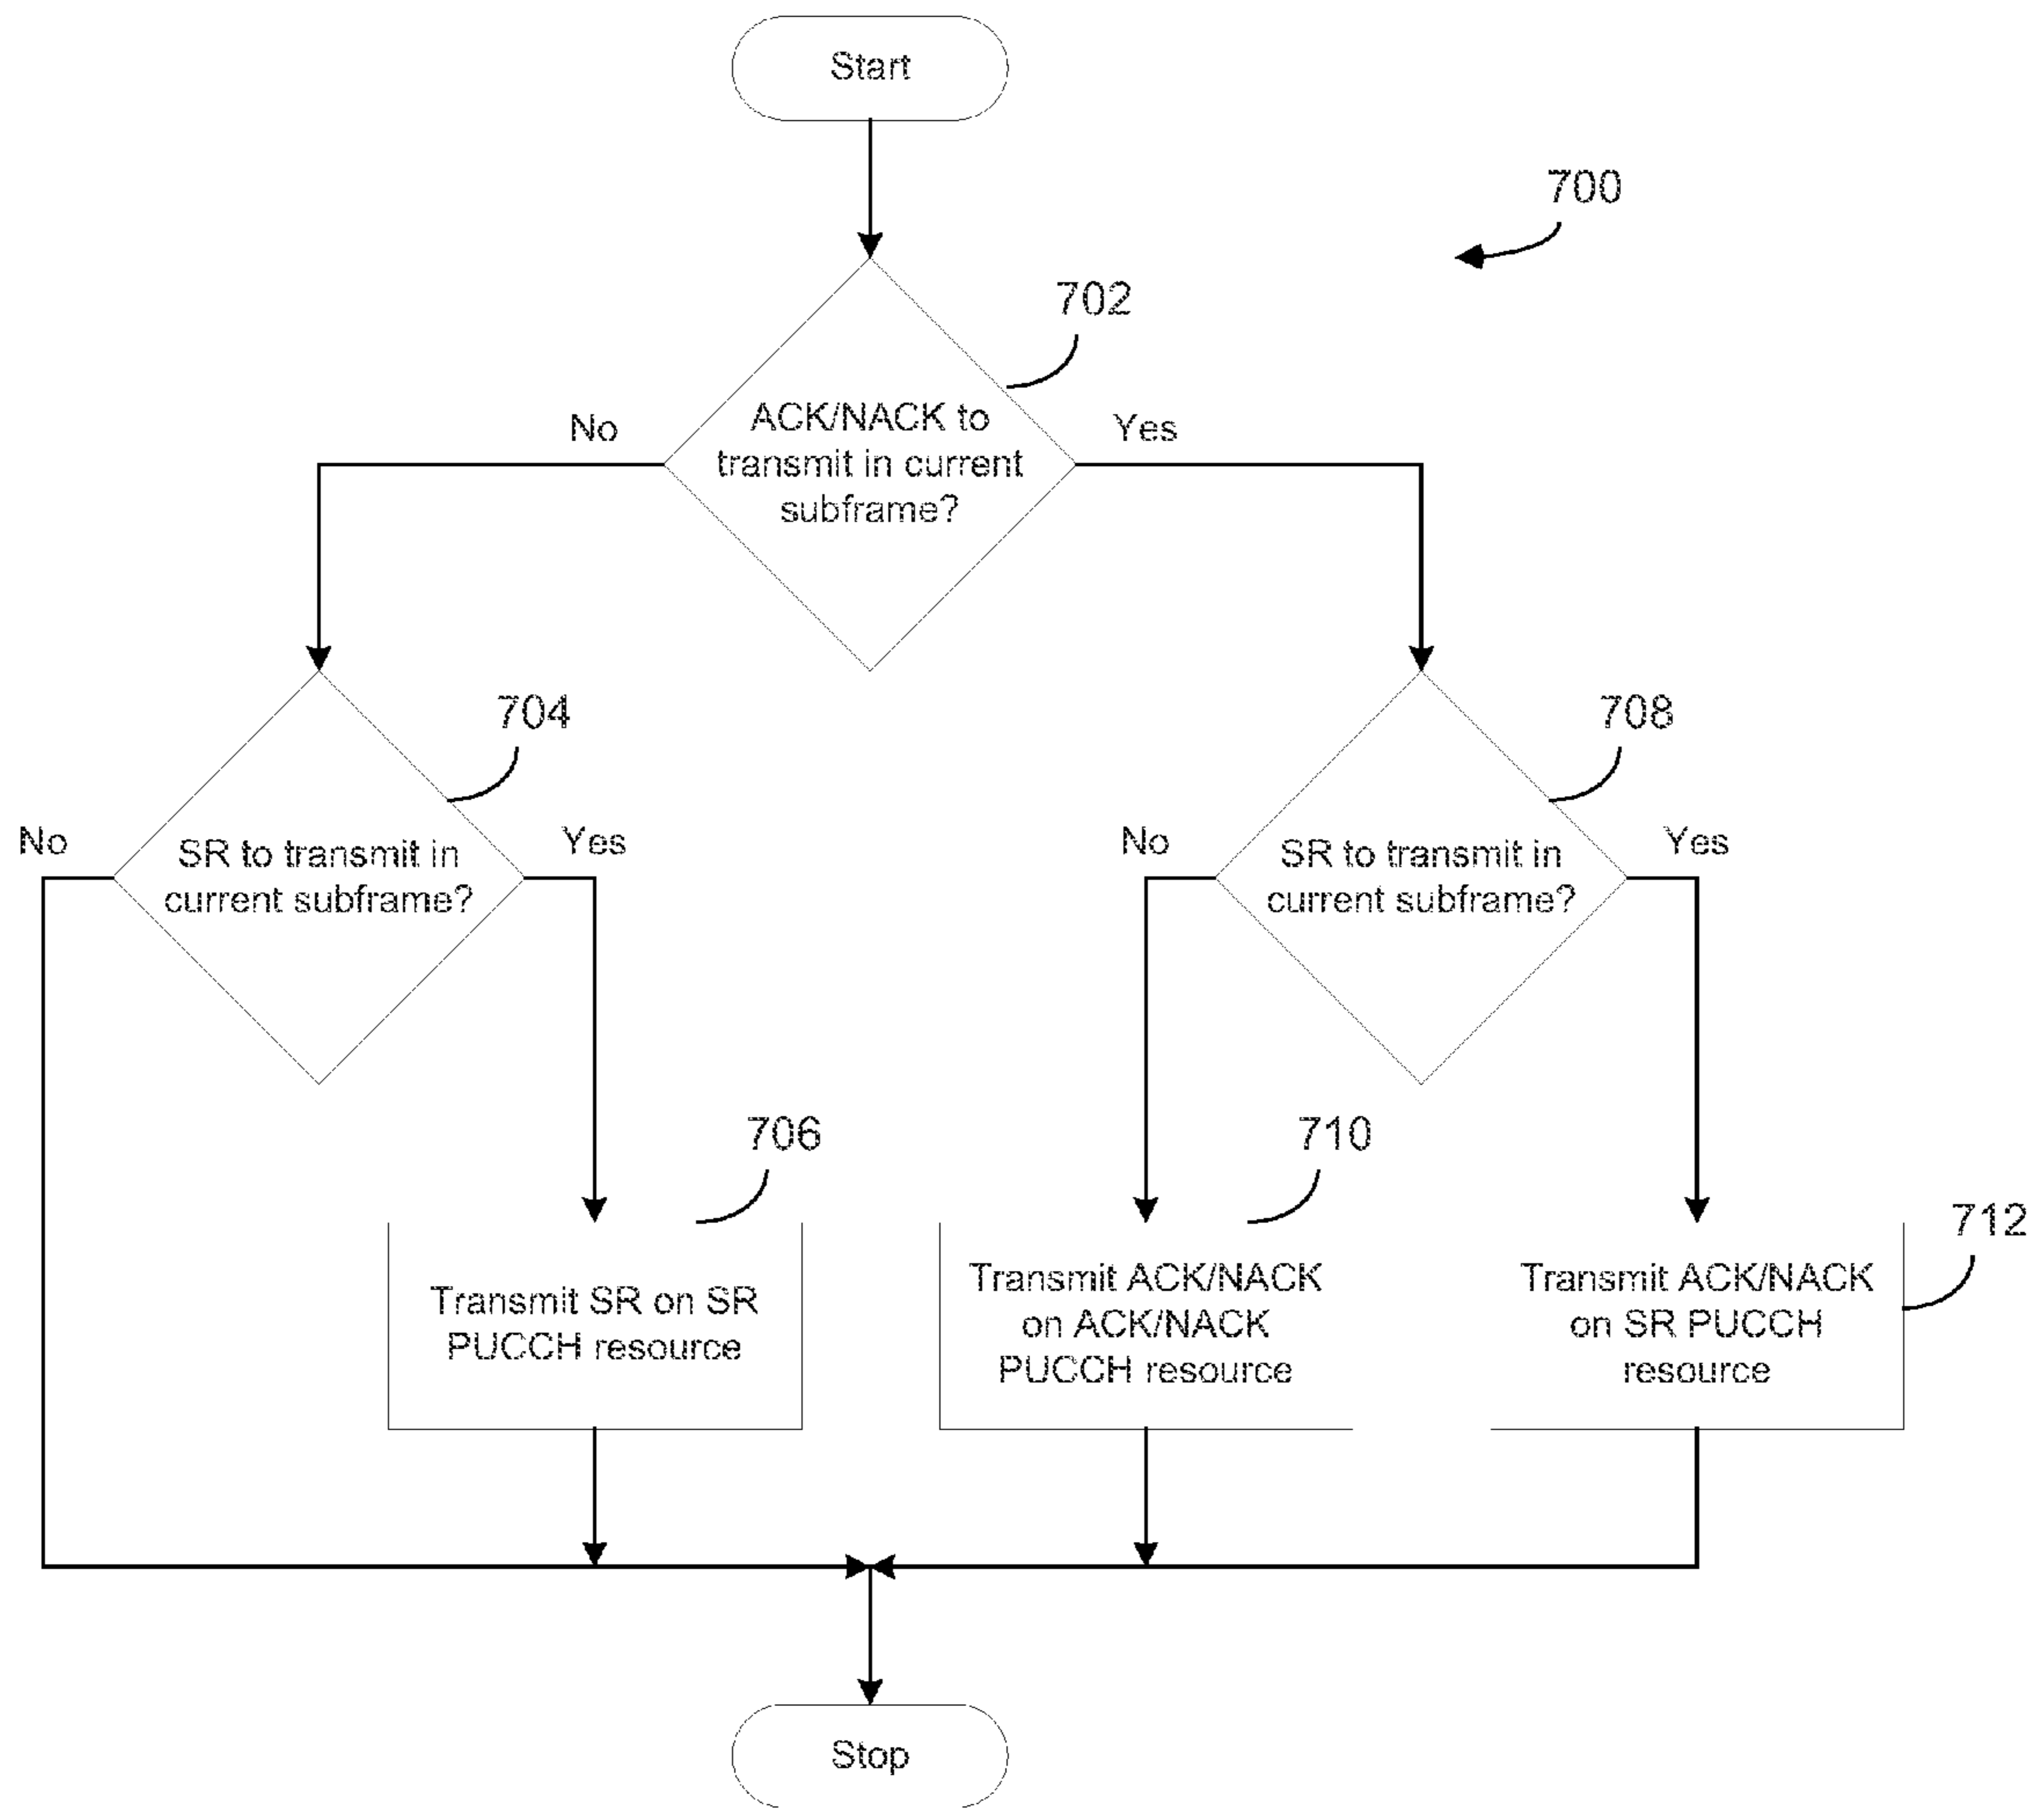 Start
700
702
No
ACK/NACK to
transmit in current
subframe?
Yes
704
708
No
SR to transmit in
current subframe?
Yes
No
SR to transmit in
current subframe?
Yes
706
710
712
Transmit SR on SR
PUCCH resource
Transmit ACK/NACK
on ACK/NACK
PUCCH resource
Transmit ACK/NACK
on SR PUCCH
resource
Stop